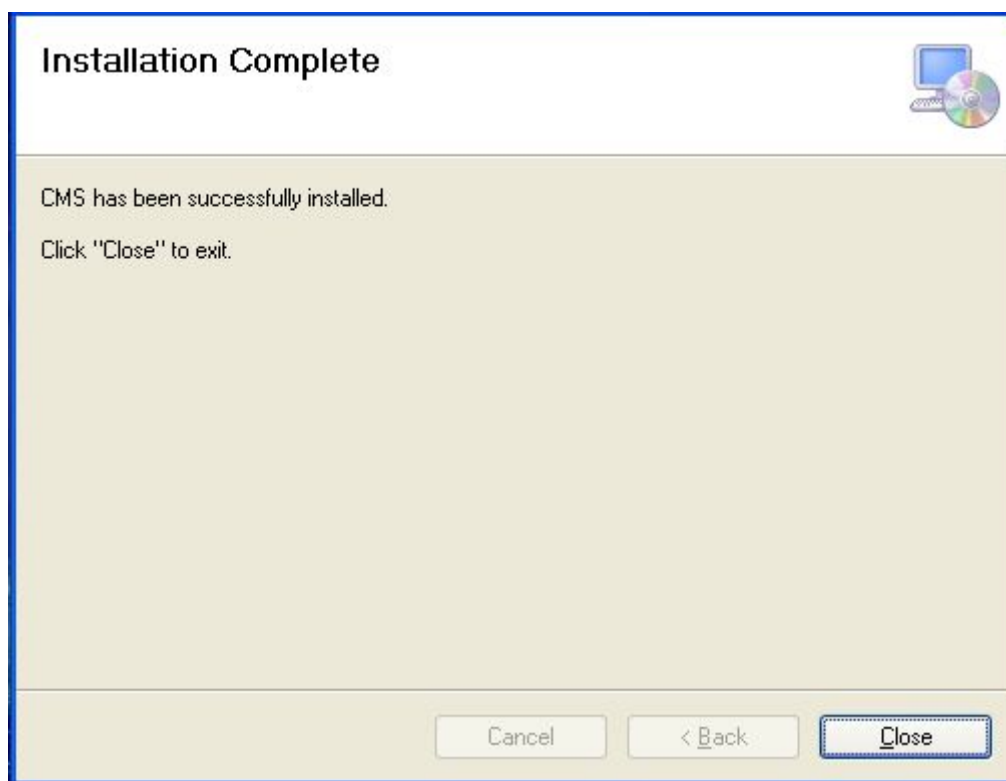 Installation Complete
CMS has been successfully installed.
Click "Close" to exit.
Cancel
< Back
Close